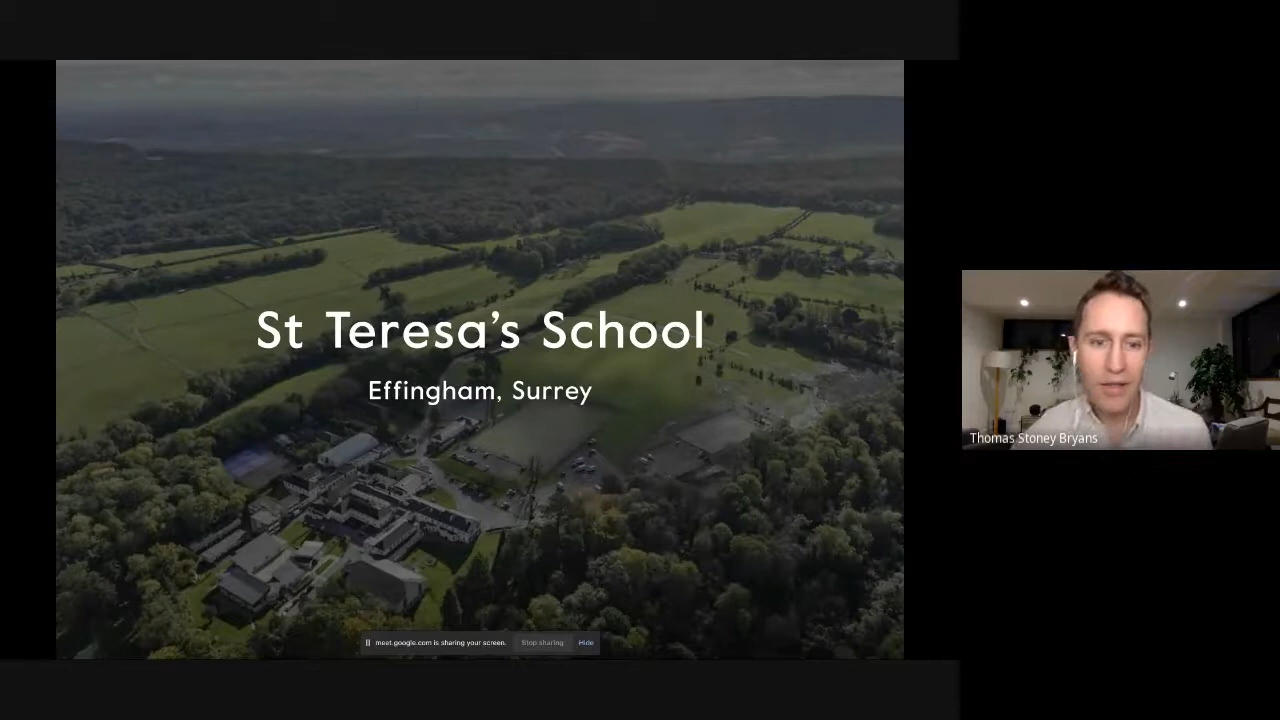 St Teresa's School
Effingham, Surrey
meet.google.com is sharing your screen. Stop sharing Hide
Thomas Stoney Bryans